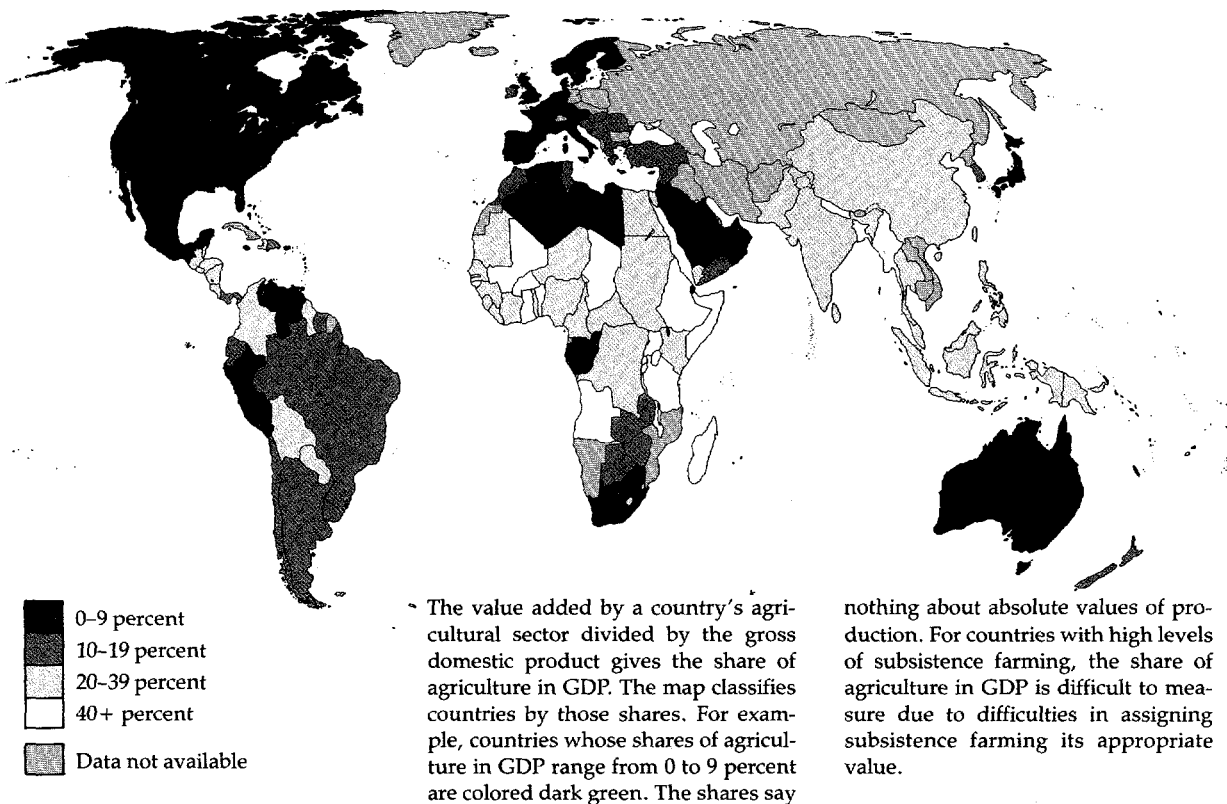 0–9 percent
10–19 percent
20–39 percent
40+ percent
Data not available
The value added by a country's agri-
cultural sector divided by the gross
domestic product gives the share of
agriculture in GDP. The map classifies
countries by those shares. For exam-
ple, countries whose shares of agricul-
ture in GDP range from 0 to 9 percent
are colored dark green. The shares say
nothing about absolute values of pro-
duction. For countries with high levels
of subsistence farming, the share of
agriculture in GDP is difficult to mea-
sure due to difficulties in assigning
subsistence farming its appropriate
value.